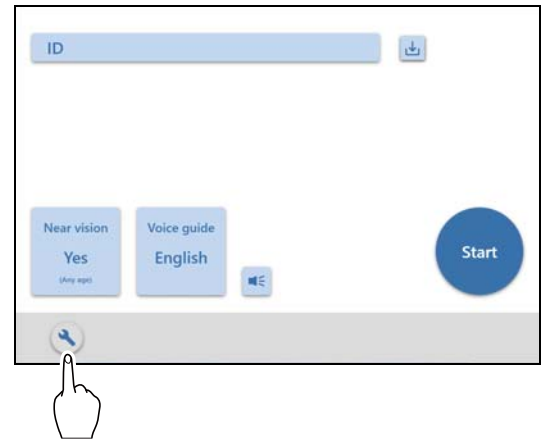 ID
Near vision
Yes
(Any age)
Voice guide
English
Start